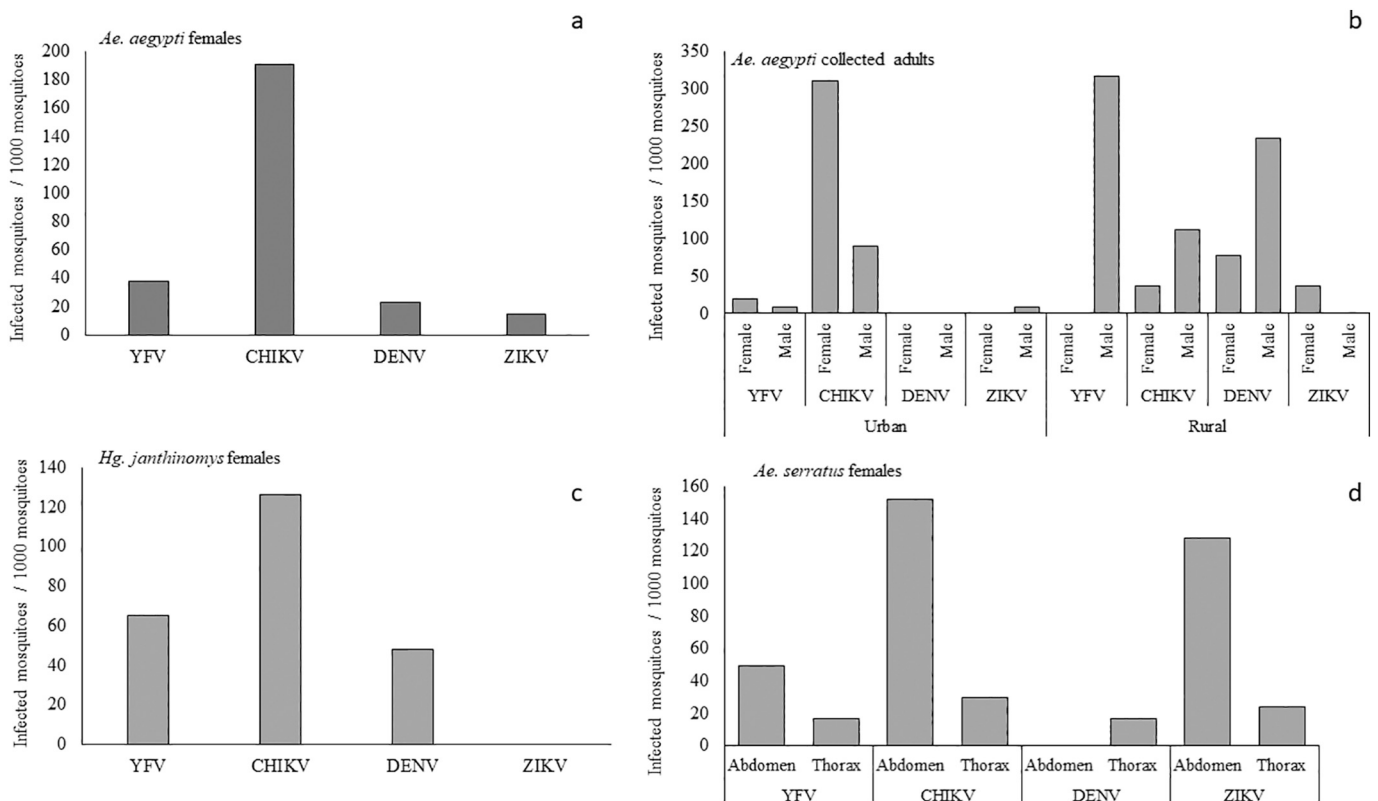 a
Ae. aegypti females
Infected mosquitoes / 1000 mosquitoes
200
180
160
140
120
100
80
60
40
20
0
YFV CHIKV DENV ZIKV
b
Ae. aegypti collected adults
Infected mosquitoes / 1000 mosquitoes
350
300
250
200
150
100
50
0
Female Male Female Male Female Male Female Male Female Male Female Male Female Male Female Male
YFV CHIKV DENV ZIKV YFV CHIKV DENV ZIKV
Urban Rural
Hg. janthinomys females
c
Infected mosquitoes / 1000 mosquitoes
140
120
100
80
60
40
20
0
YFV CHIKV DENV ZIKV
Ae. serratus females
d
Infected mosquitoes / 1000 mosquitoes
160
140
120
100
80
60
40
20
0
Abdomen Thorax Abdomen Thorax Abdomen Thorax Abdomen Thorax
YFV CHIKV DENV ZIKV